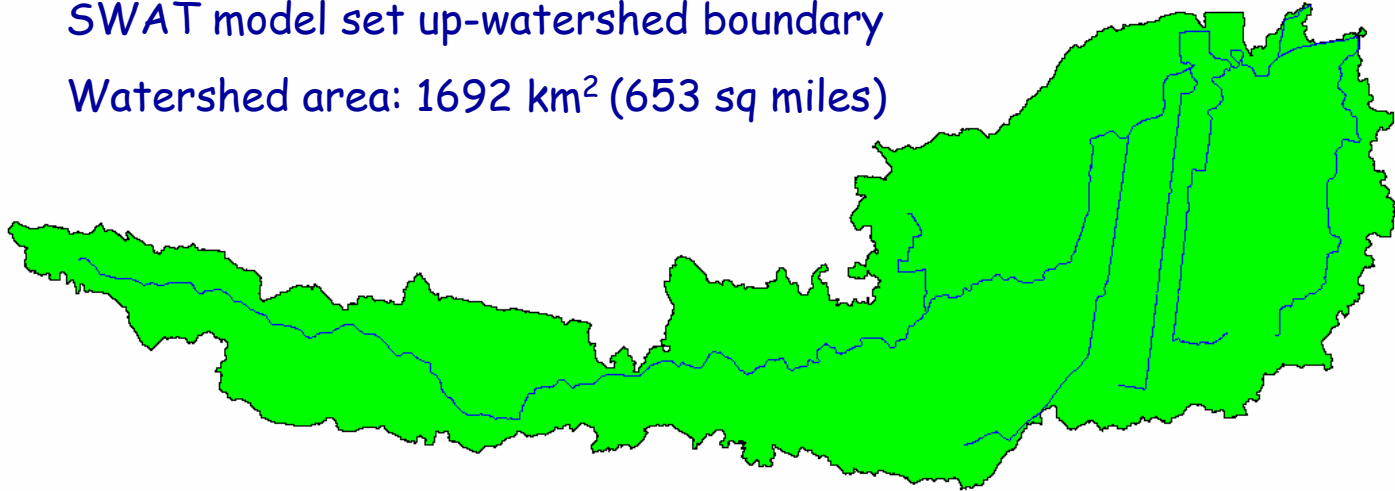 SWAT model set up-watershed boundary
Watershed area: 1692 km² (653 sq miles)